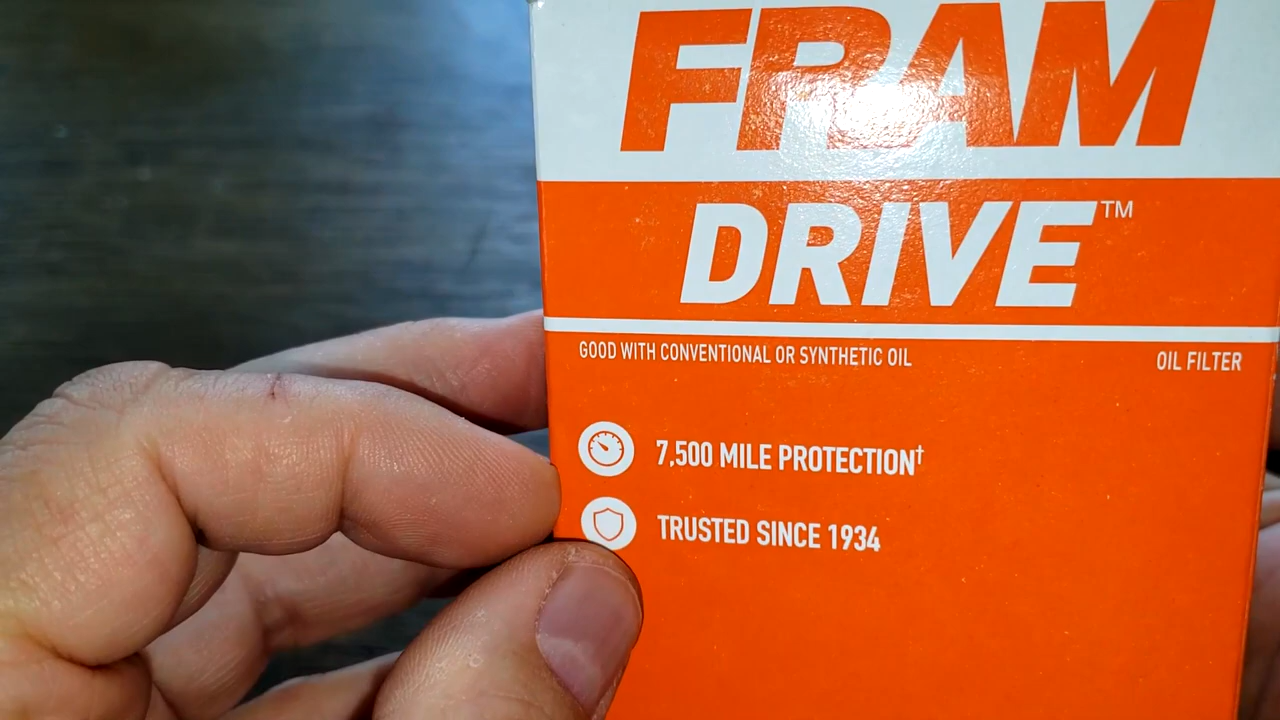 FRAM
DRIVE™
GOOD WITH CONVENTIONAL OR SYNTHETIC OIL
OIL FILTER
7,500 MILE PROTECTION†
TRUSTED SINCE 1934